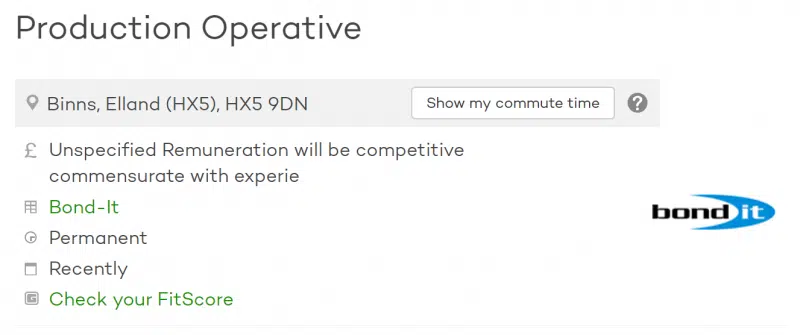 Production Operative
Binns, Elland (HX5), HX5 9DN
Show my commute time
?
£ Unspecified Remuneration will be competitive
commensurate with experie
Bond-It
bond it
Permanent
Recently
Check your FitScore